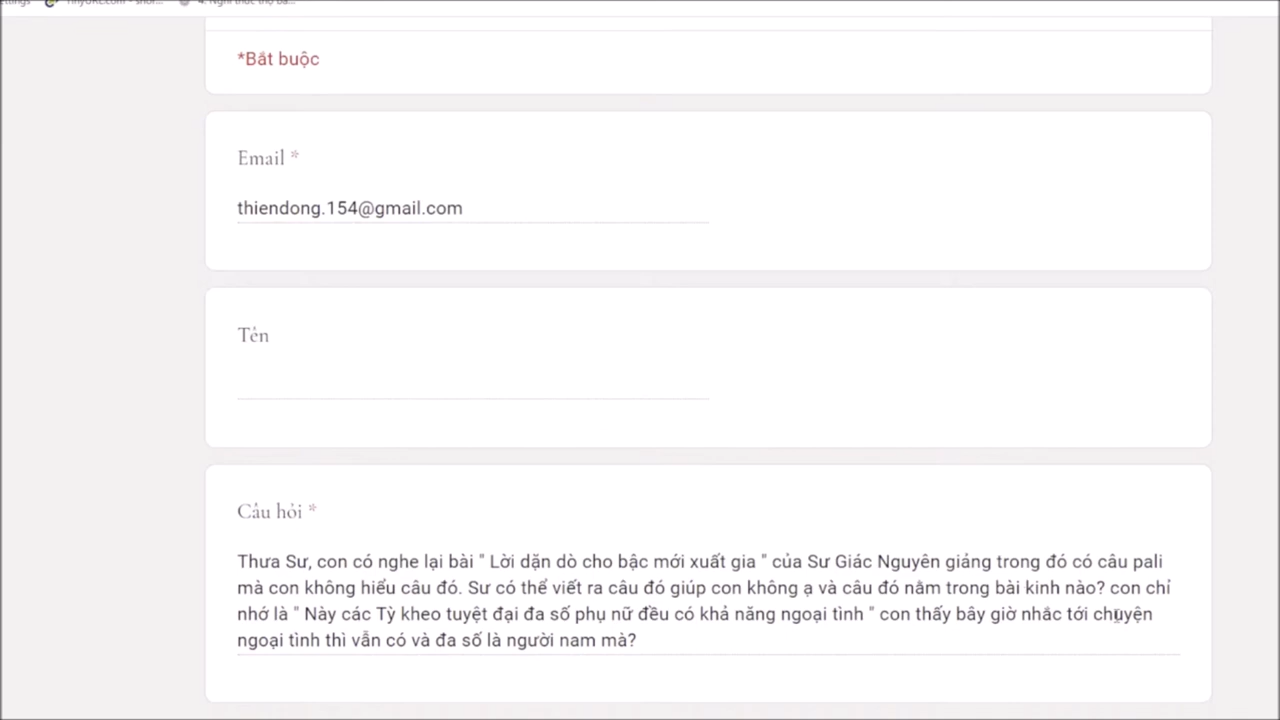 *Bắt buộc
Email *
thiendong.154@gmail.com
Tên
Câu hỏi *
Thưa Sư, con có nghe lại bài " Lời dặn dò cho bậc mới xuất gia " của Sư Giác Nguyên giảng trong đó có câu pali
mà con không hiểu câu đó. Sư có thể viết ra câu đó giúp con không ạ và câu đó nằm trong bài kinh nào? con chỉ
nhớ là " Này các Tỳ kheo tuyệt đại đa số phụ nữ đều có khả năng ngoại tình " con thấy bây giờ nhắc tới chuyện
ngoại tình thì vẫn có và đa số là người nam mà?